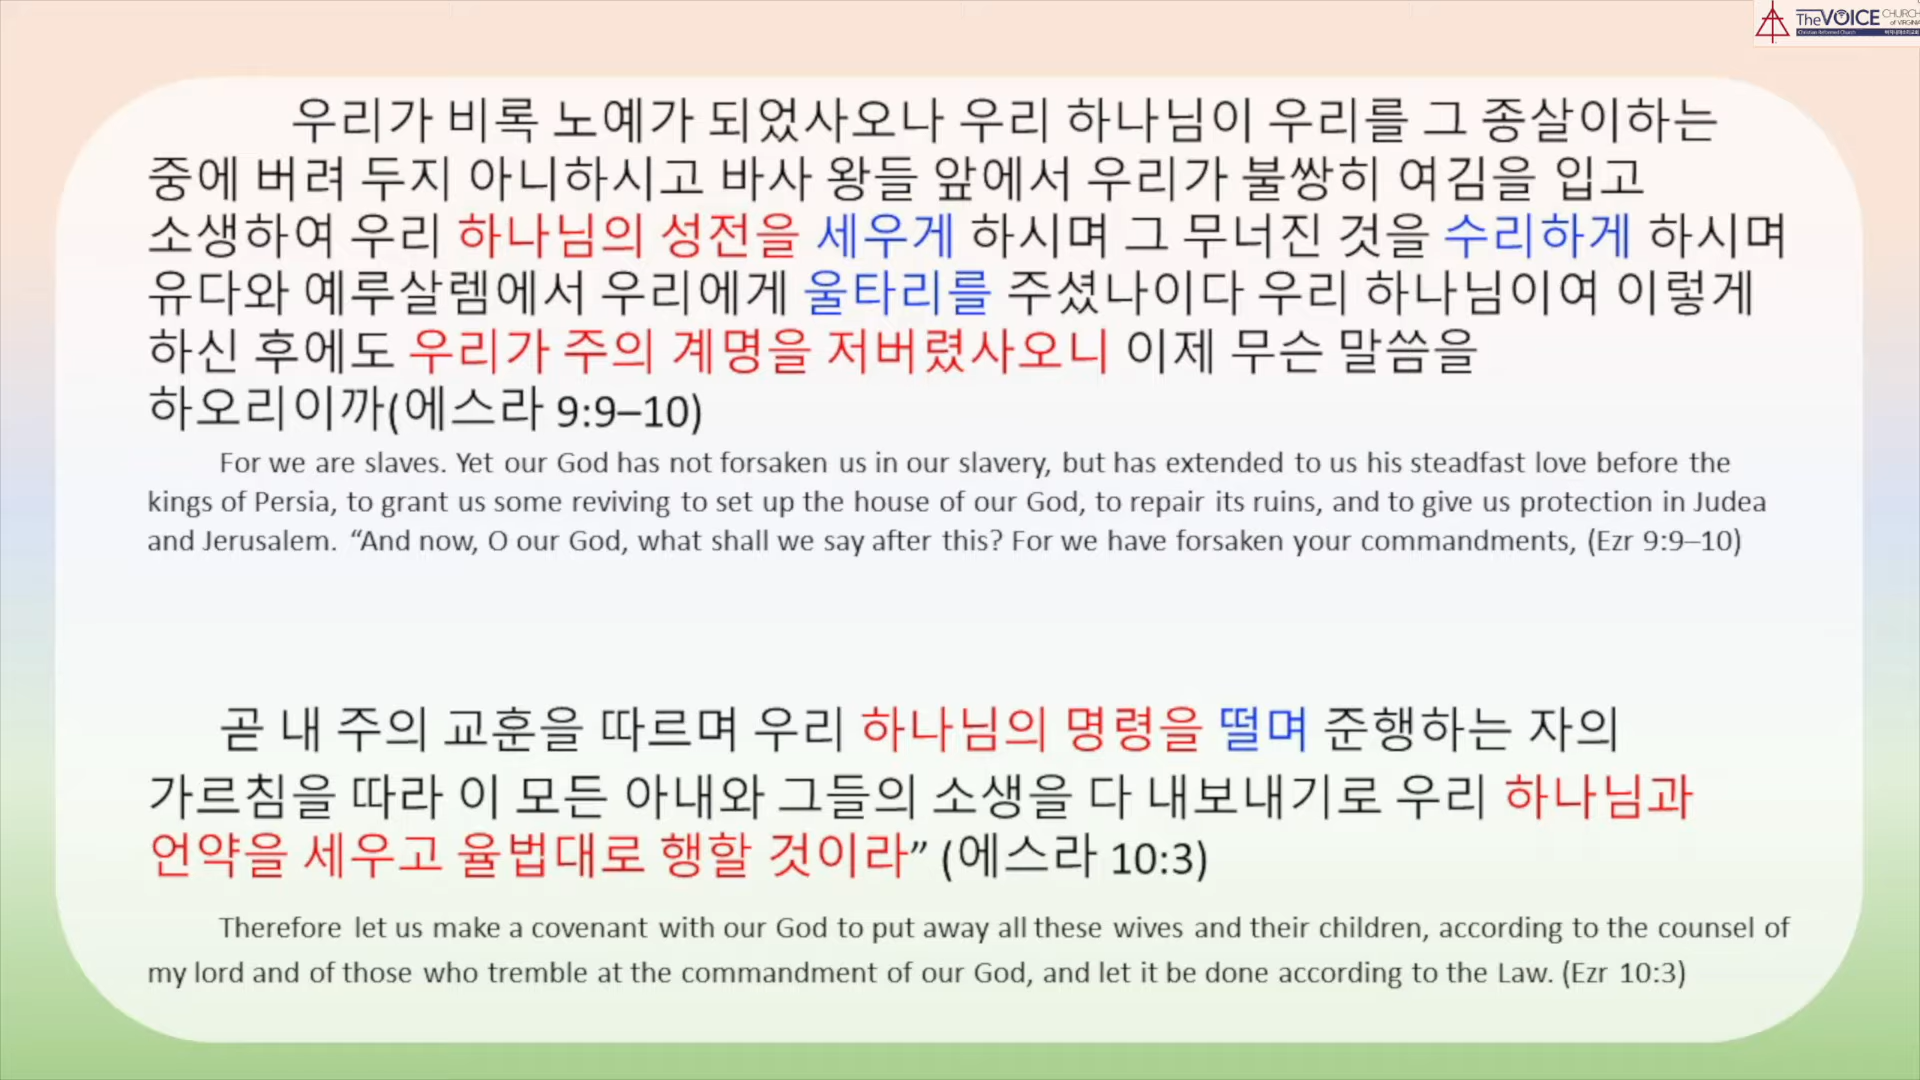 The VOICE CHURCH
of VIRGINIA
Christian Reformed Church
우리가 비록 노예가 되었사오나 우리 하나님이 우리를 그 종살이하는
중에 버려 두지 아니하시고 바사 왕들 앞에서 우리가 불쌍히 여김을 입고
소생하여 우리 하나님의 성전을 세우게 하시며 그 무너진 것을 수리하게 하시며
유다와 예루살렘에서 우리에게 울타리를 주셨나이다 우리 하나님이여 이렇게
하신 후에도 우리가 주의 계명을 저버렸사오니 이제 무슨 말씀을
하오리이까(에스라 9:9–10)
For we are slaves. Yet our God has not forsaken us in our slavery, but has extended to us his steadfast love before the
kings of Persia, to grant us some reviving to set up the house of our God, to repair its ruins, and to give us protection in Judea
and Jerusalem. “And now, O our God, what shall we say after this? For we have forsaken your commandments, (Ezr 9:9–10)
곧 내 주의 교훈을 따르며 우리 하나님의 명령을 떨며 준행하는 자의
가르침을 따라 이 모든 아내와 그들의 소생을 다 내보내기로 우리 하나님과
언약을 세우고 율법대로 행할 것이라” (에스라 10:3)
Therefore let us make a covenant with our God to put away all these wives and their children, according to the counsel of
my lord and of those who tremble at the commandment of our God, and let it be done according to the Law. (Ezr 10:3)